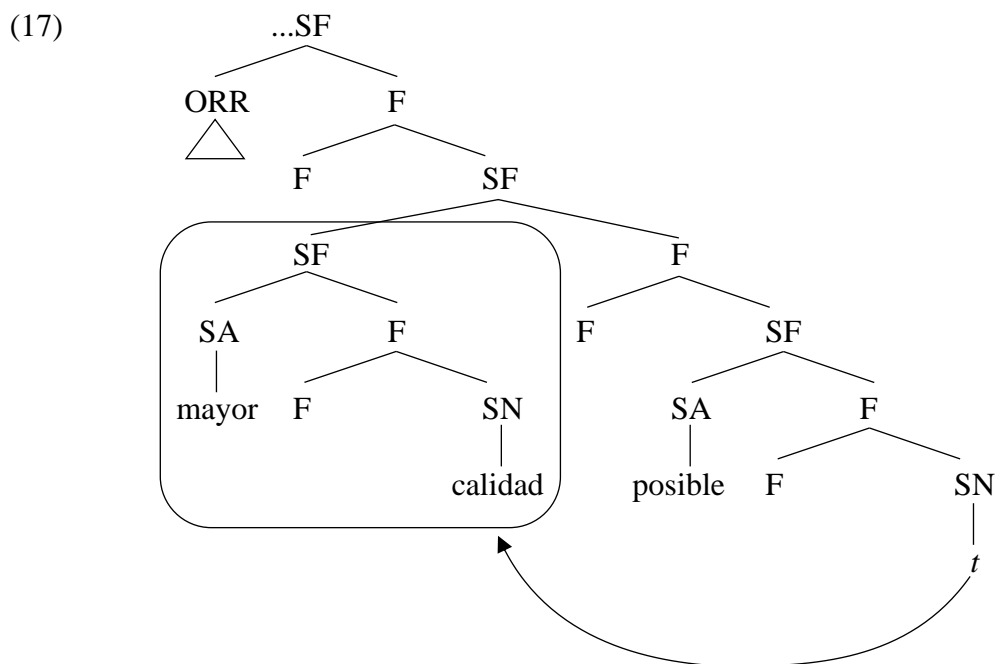 (17) ...SF
ORR F
F SF
SF F
SA F F SF
mayor F SN SA F
calidad posible F SN
t